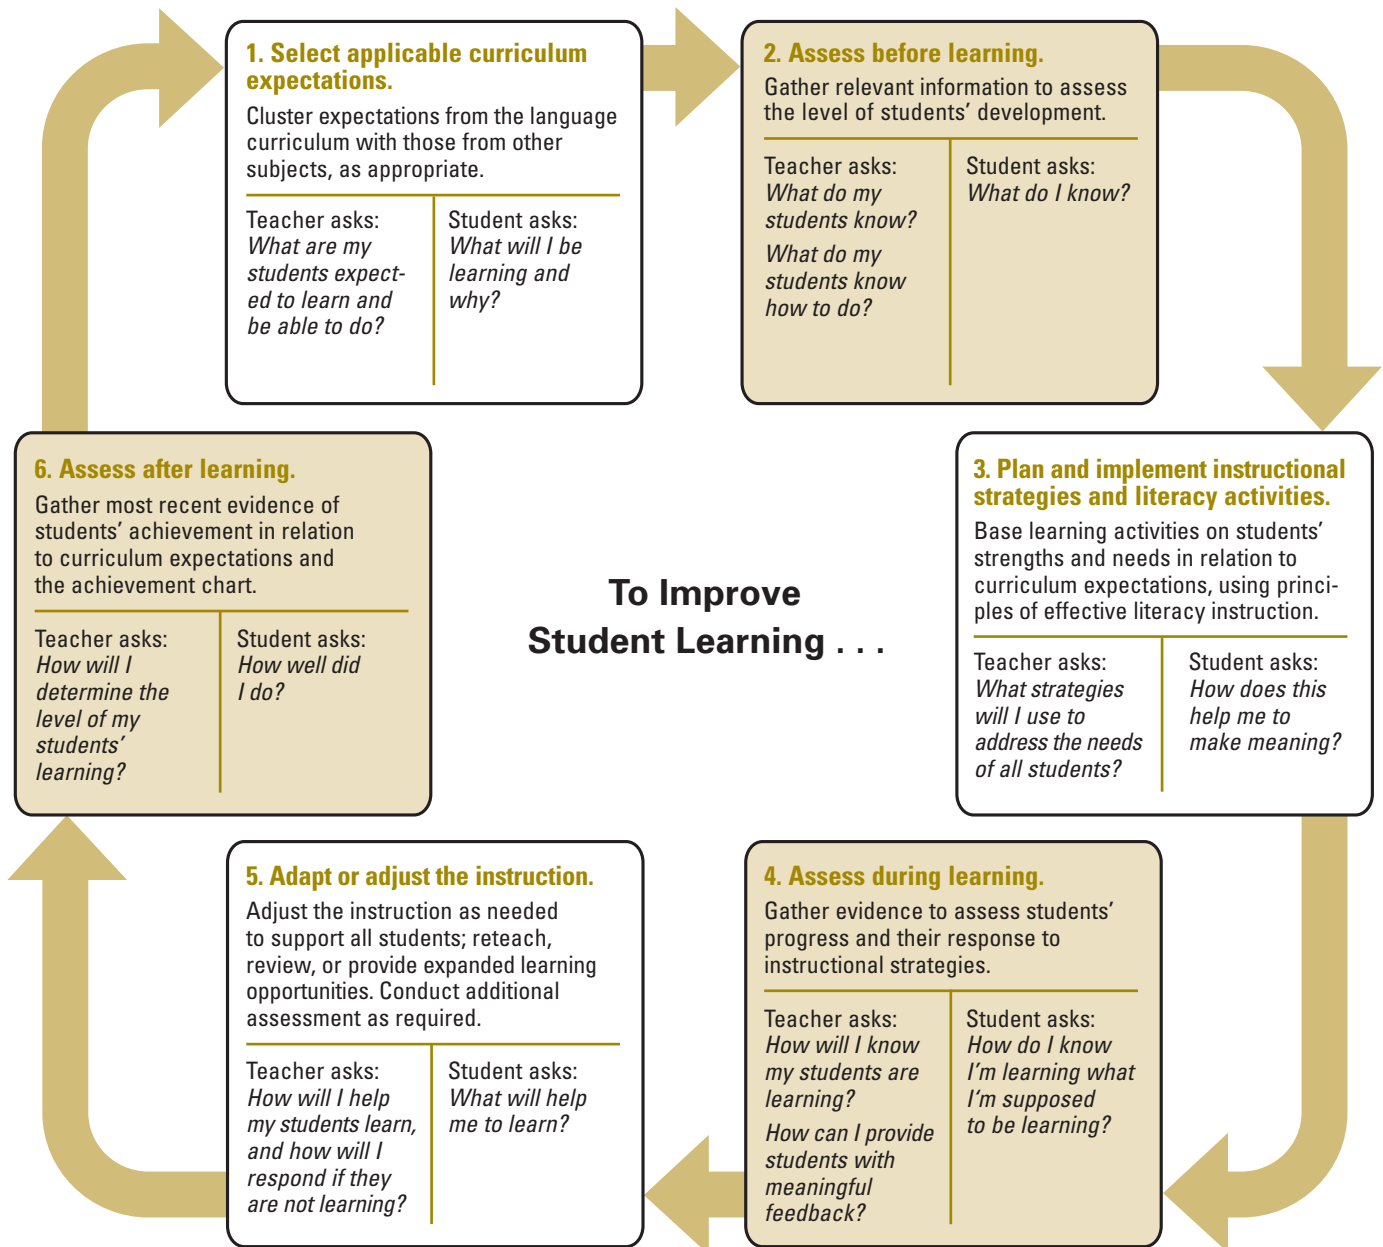 1. Select applicable curriculum
expectations.
Cluster expectations from the language
curriculum with those from other
subjects, as appropriate.
Teacher asks:
What are my
students expect-
ed to learn and
be able to do?
Student asks:
What will I be
learning and
why?
2. Assess before learning.
Gather relevant information to assess
the level of students’ development.
Teacher asks:
What do my
students know?
What do my
students know
how to do?
Student asks:
What do I know?
3. Plan and implement instructional
strategies and literacy activities.
Base learning activities on students’
strengths and needs in relation to
curriculum expectations, using princi-
ples of effective literacy instruction.
Teacher asks:
What strategies
will I use to
address the needs
of all students?
Student asks:
How does this
help me to
make meaning?
4. Assess during learning.
Gather evidence to assess students’
progress and their response to
instructional strategies.
Teacher asks:
How will I know
my students are
learning?
How can I provide
students with
meaningful
feedback?
Student asks:
How do I know
I’m learning what
I‘m supposed
to be learning?
5. Adapt or adjust the instruction.
Adjust the instruction as needed
to support all students; reteach,
review, or provide expanded learning
opportunities. Conduct additional
assessment as required.
Teacher asks:
How will I help
my students learn,
and how will I
respond if they
are not learning?
Student asks:
What will help
me to learn?
6. Assess after learning.
Gather most recent evidence of
students’ achievement in relation
to curriculum expectations and
the achievement chart.
Teacher asks:
How will I
determine the
level of my
students’
learning?
Student asks:
How well did
I do?
To Improve
Student Learning . . .